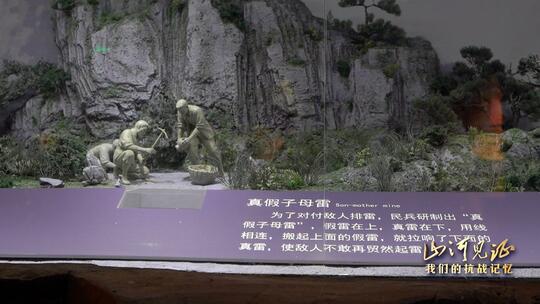 真假子母雷 Son-mother mine
为了对付敌人排雷，民兵研制出“真
假子母雷”，假雷在上，真雷在下，用线
相连，搬起上面的假雷，就拉响了下面的
真雷，使敌人不敢再贸然起雷
山河见证
我们的抗战记忆